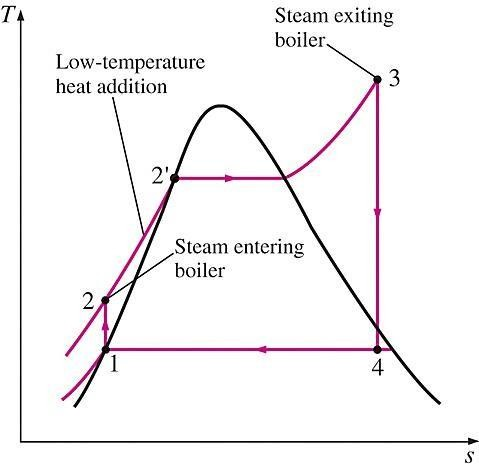 T
Steam exiting
boiler
3
Low-temperature
heat addition
2'
Steam entering
boiler
2
1
4
s